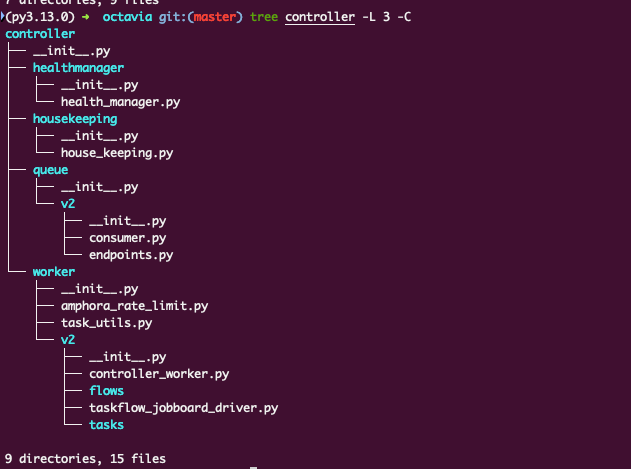 7 directories, 9 files
(py3.13.0) ➜  octavia git:(master) tree controller -L 3 -C
controller
├── __init__.py
├── healthmanager
│   ├── __init__.py
│   └── health_manager.py
├── housekeeping
│   ├── __init__.py
│   └── house_keeping.py
├── queue
│   ├── __init__.py
│   └── v2
│       ├── __init__.py
│       ├── consumer.py
│       └── endpoints.py
└── worker
    ├── __init__.py
    ├── amphora_rate_limit.py
    ├── task_utils.py
    └── v2
        ├── __init__.py
        ├── controller_worker.py
        ├── flows
        ├── taskflow_jobboard_driver.py
        └── tasks

9 directories, 15 files